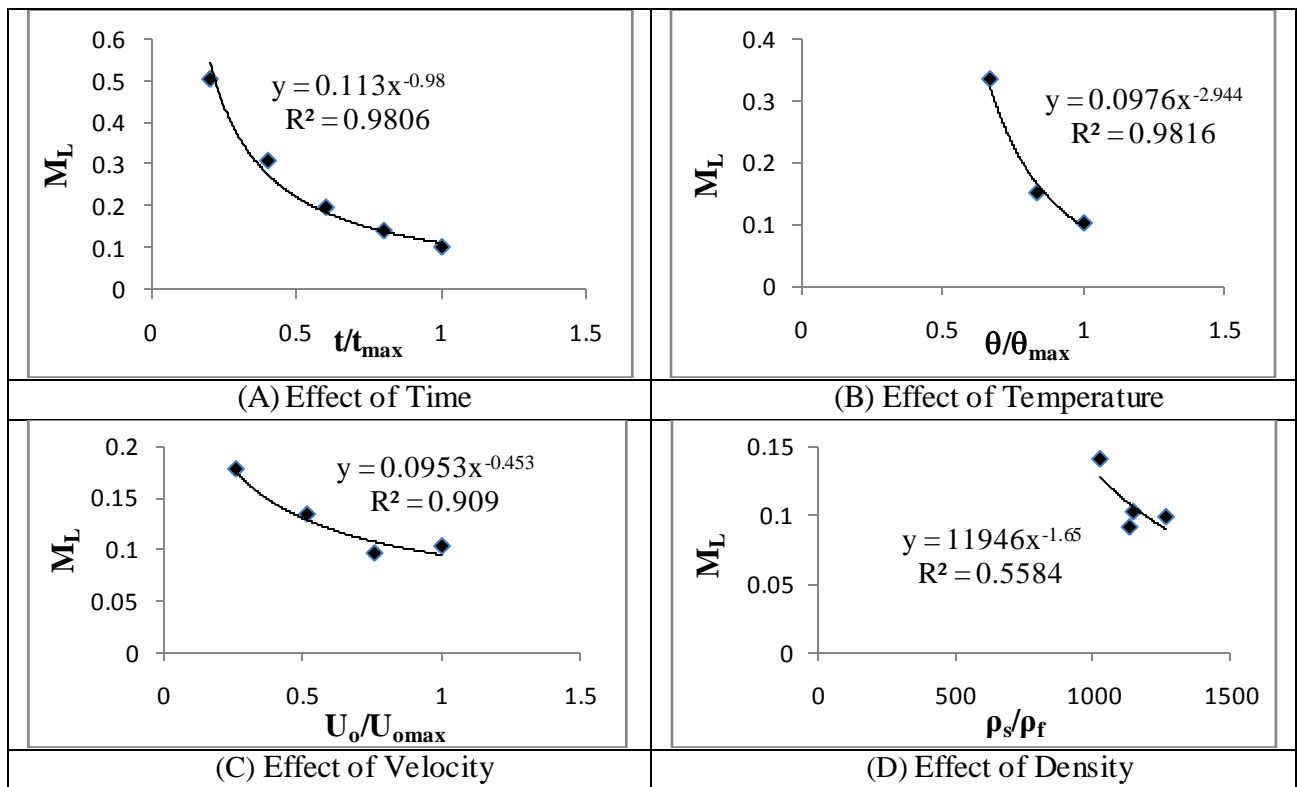 0.6
0.5
0.4
0.3
0.2
0.1
0
M_L
y = 0.113x^-0.98
R² = 0.9806
0 0.5 1 1.5
t/t_max
(A) Effect of Time
0.4
0.3
0.2
0.1
0
M_L
y = 0.0976x^-2.944
R² = 0.9816
0 0.5 1 1.5
θ/θ_max
(B) Effect of Temperature
0.2
0.15
0.1
0.05
0
M_L
y = 0.0953x^-0.453
R² = 0.909
0 0.5 1 1.5
U_o/U_omax
(C) Effect of Velocity
0.15
0.1
0.05
0
M_L
y = 11946x^-1.65
R² = 0.5584
0 500 1000 1500
ρ_s/ρ_f
(D) Effect of Density